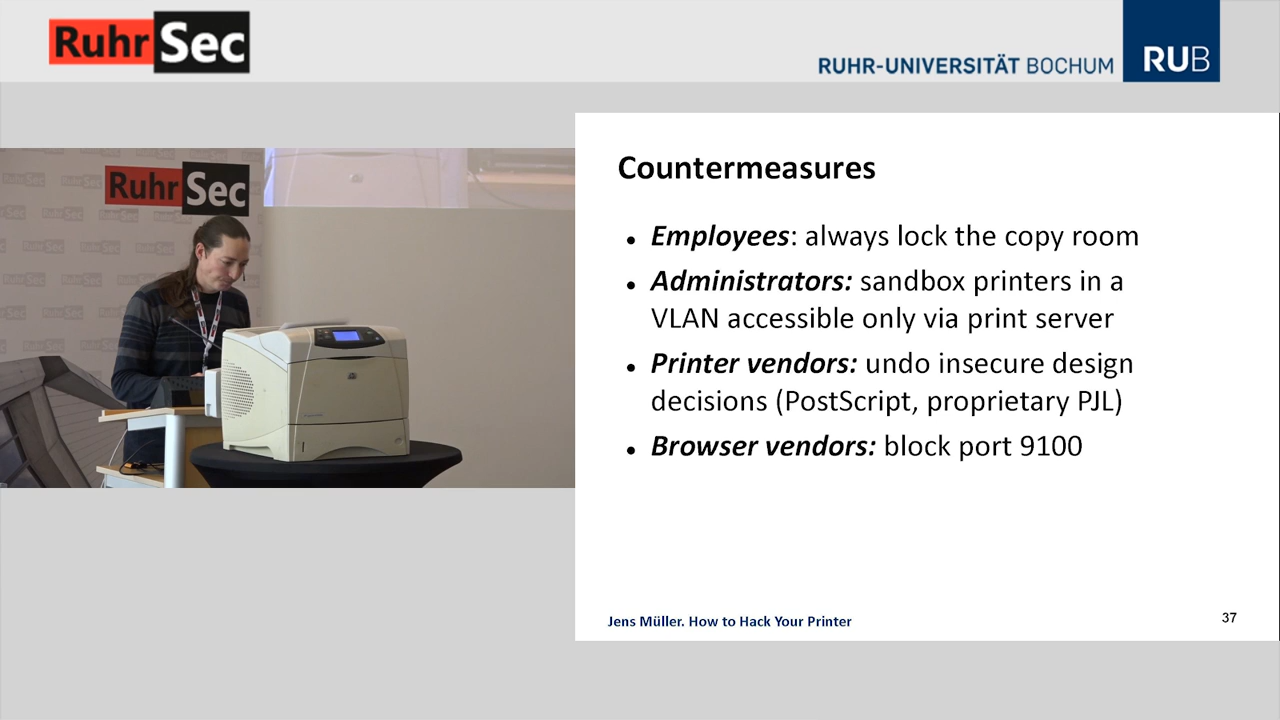 RuhrSec
RUHR-UNIVERSITÄT BOCHUM
RUB
RuhrSec
Countermeasures
• Employees: always lock the copy room
• Administrators: sandbox printers in a
VLAN accessible only via print server
• Printer vendors: undo insecure design
decisions (PostScript, proprietary PJL)
• Browser vendors: block port 9100
Jens Müller. How to Hack Your Printer
37